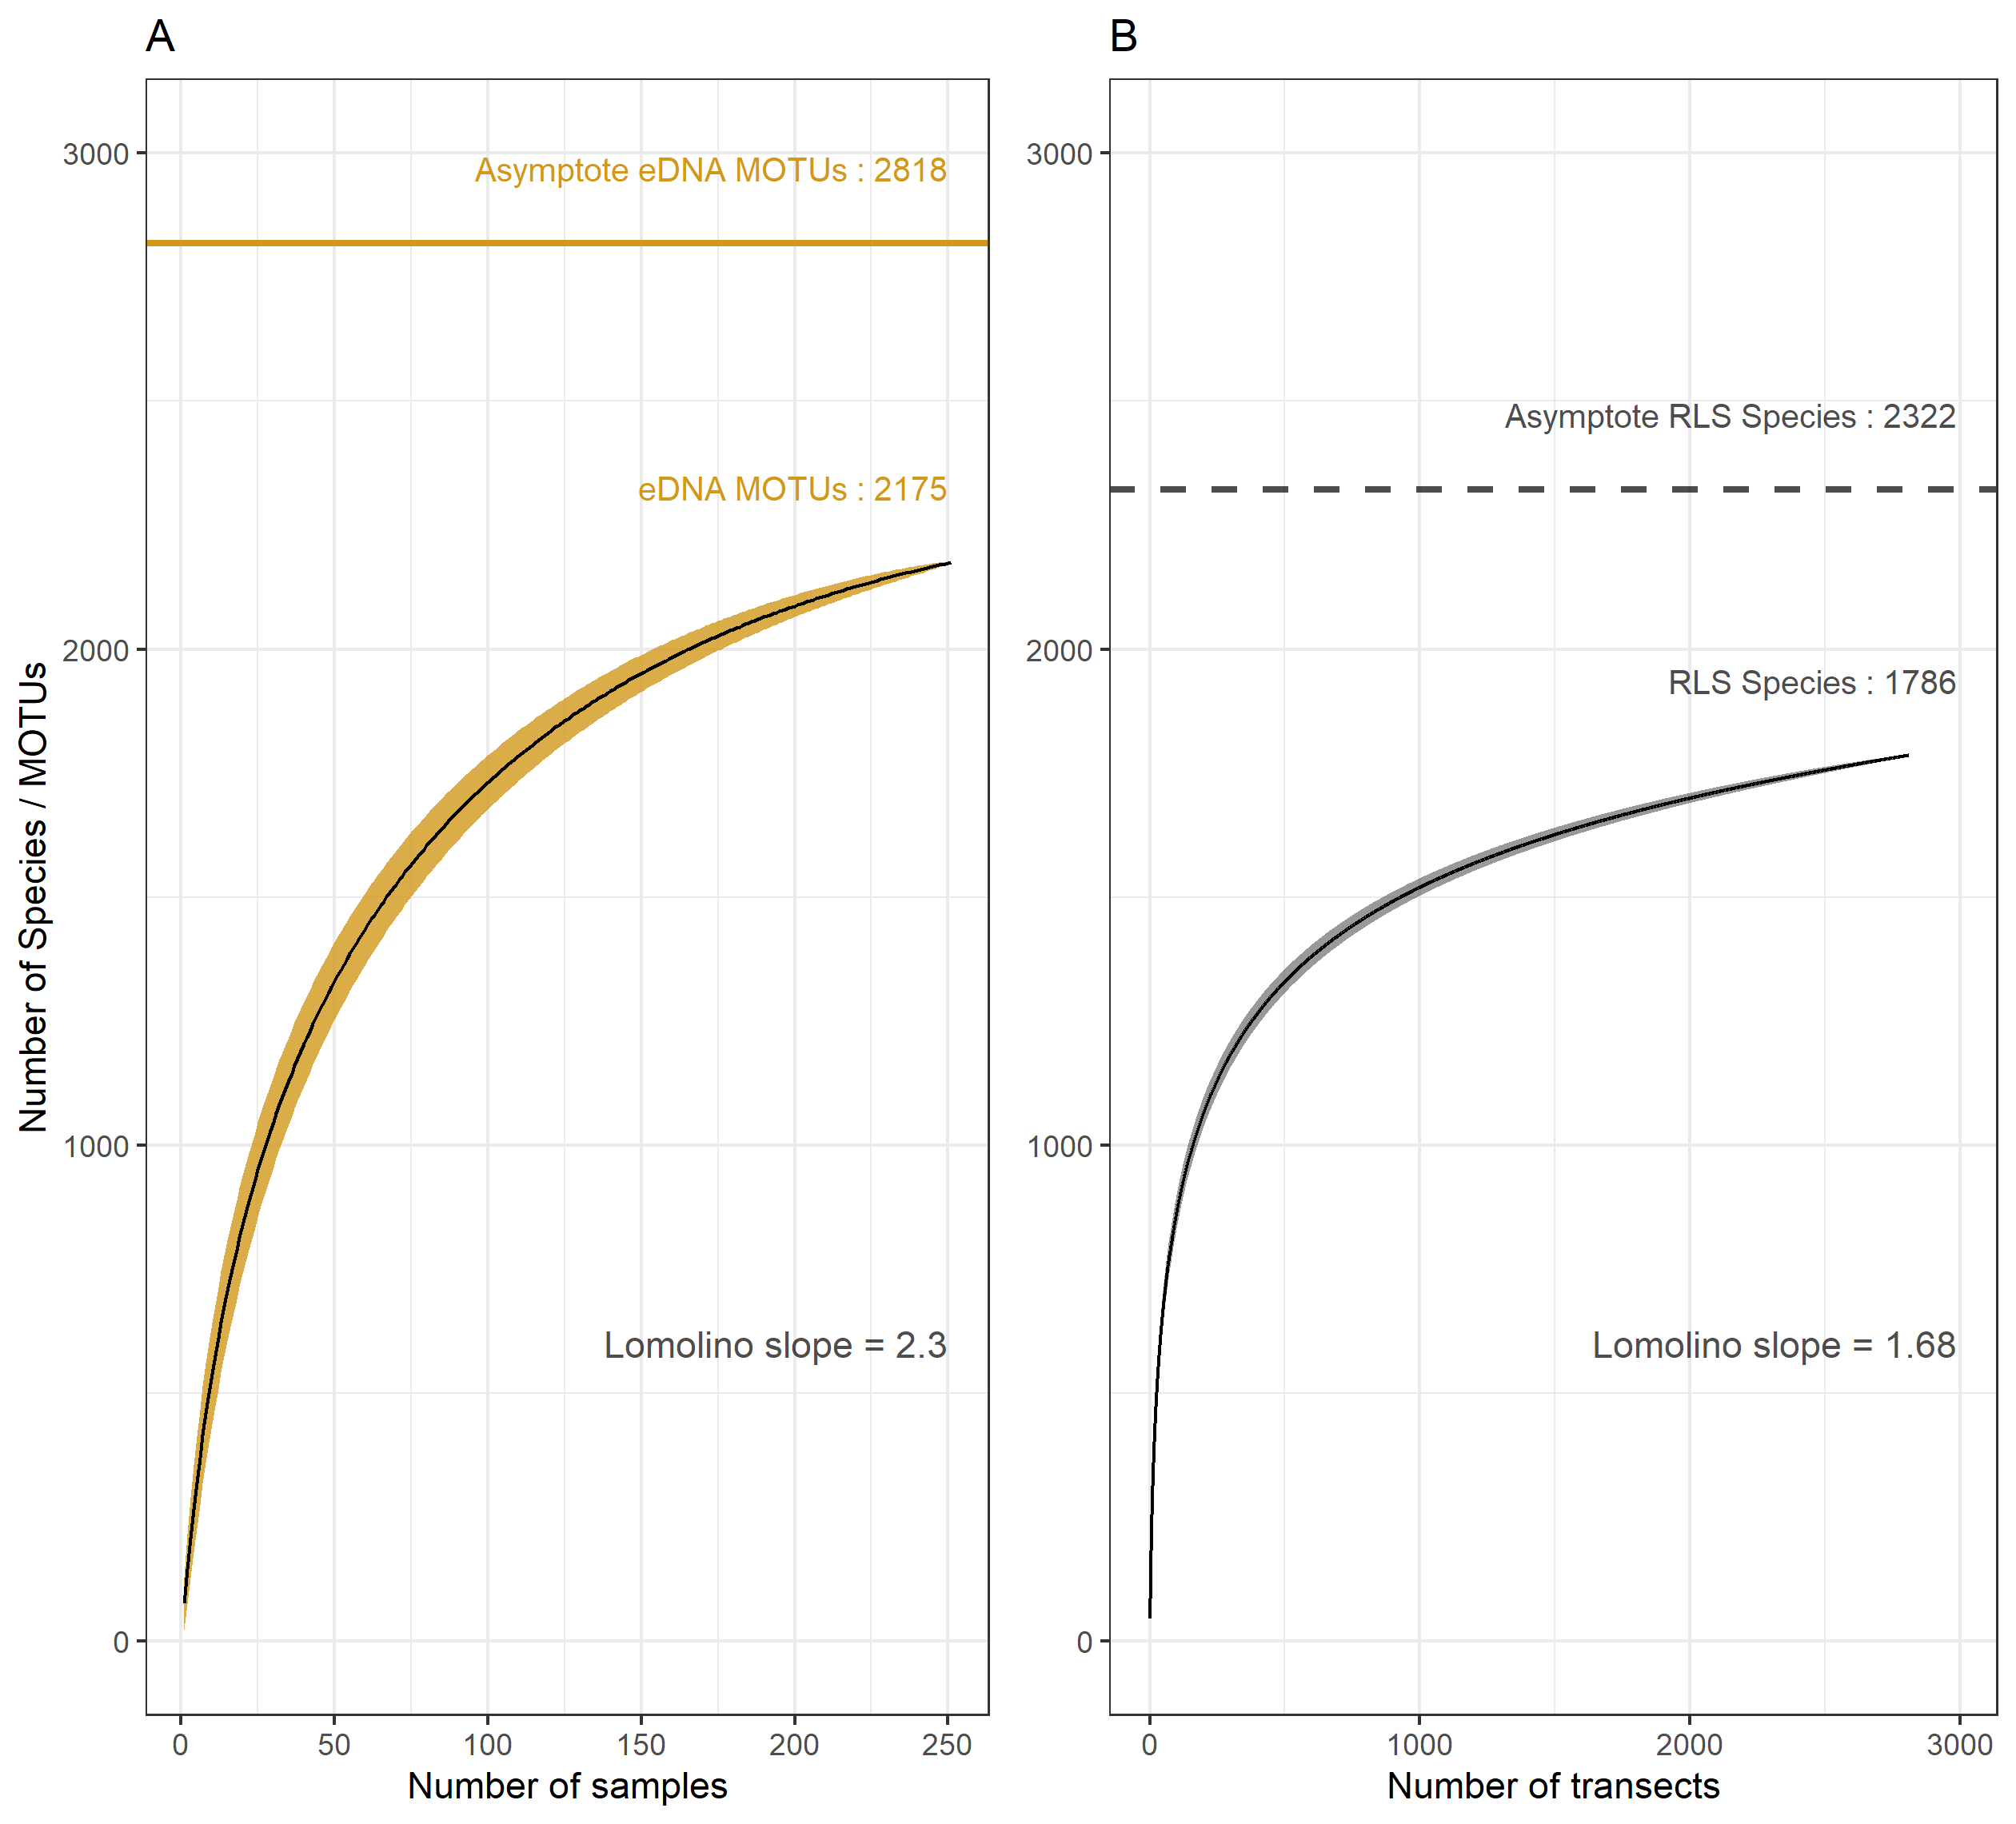 A
B
Number of Species / MOTUs
3000
2000
1000
0
Asymptote eDNA MOTUs : 2818
eDNA MOTUs : 2175
Lomolino slope = 2.3
0 50 100 150 200 250
Number of samples
3000
2000
1000
0
Asymptote RLS Species : 2322
RLS Species : 1786
Lomolino slope = 1.68
0 1000 2000 3000
Number of transects